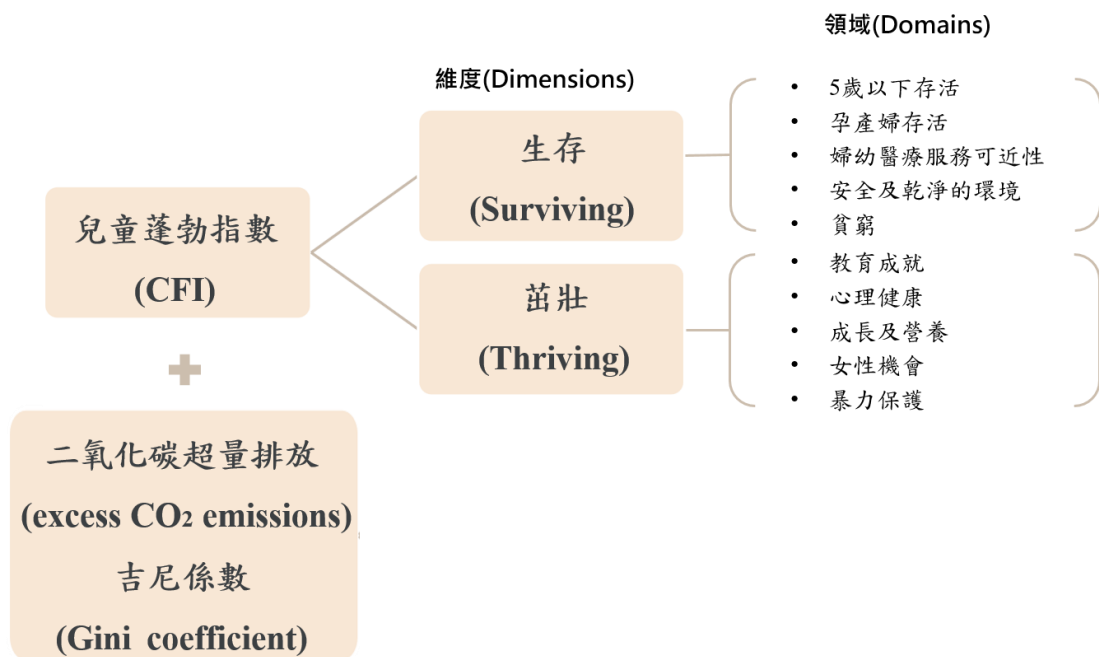 領域(Domains)
維度(Dimensions)
• 5歲以下存活
• 孕產婦存活
• 婦幼醫療服務可近性
• 安全及乾淨的環境
• 貧窮
生存
(Surviving)
兒童蓬勃指數
(CFI)
• 教育成就
• 心理健康
• 成長及營養
• 女性機會
• 暴力保護
茁壯
(Thriving)
二氧化碳超量排放
(excess CO₂ emissions)
吉尼係數
(Gini coefficient)